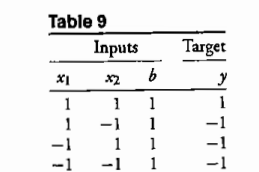 Table 9
Inputs Target
x1 x2 b y
1 1 1 1
1 −1 1 −1
−1 1 1 −1
−1 −1 1 −1